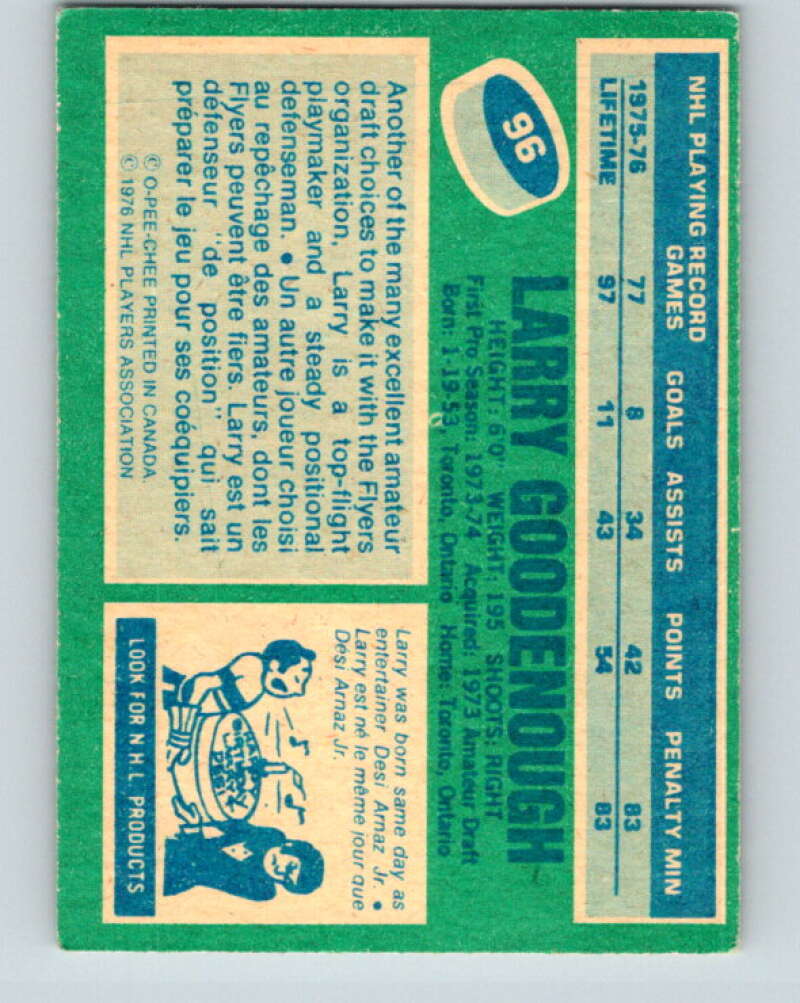 NHL PLAYING RECORD
GAMES GOALS ASSISTS POINTS PENALTY MIN
1975-76 77 8 34 42 83
LIFETIME 97 11 43 54 83
96
LARRY GOODENOUGH
HEIGHT: 6'0" WEIGHT: 195 SHOOTS: RIGHT
First Pro Season: 1973-74 Acquired: 1973 Amateur Draft
Born: 1-19-53, Toronto, Ontario Home: Toronto, Ontario
Another of the many excellent amateur
draft choices to make it with the Flyers
organization, Larry is a top-flight
playmaker and a steady positional
defenseman. • Un autre joueur choisi
au repêchage des amateurs, dont les
Flyers peuvent être fiers. Larry est un
défenseur "de position" qui sait
préparer le jeu pour ses coéquipiers.
© O-PEE-CHEE PRINTED IN CANADA.
© 1976 NHL PLAYERS ASSOCIATION
Larry was born same day as
entertainer Desi Arnaz Jr. •
Larry est né le même jour que
Desi Arnaz Jr.
LOOK FOR N H L PRODUCTS